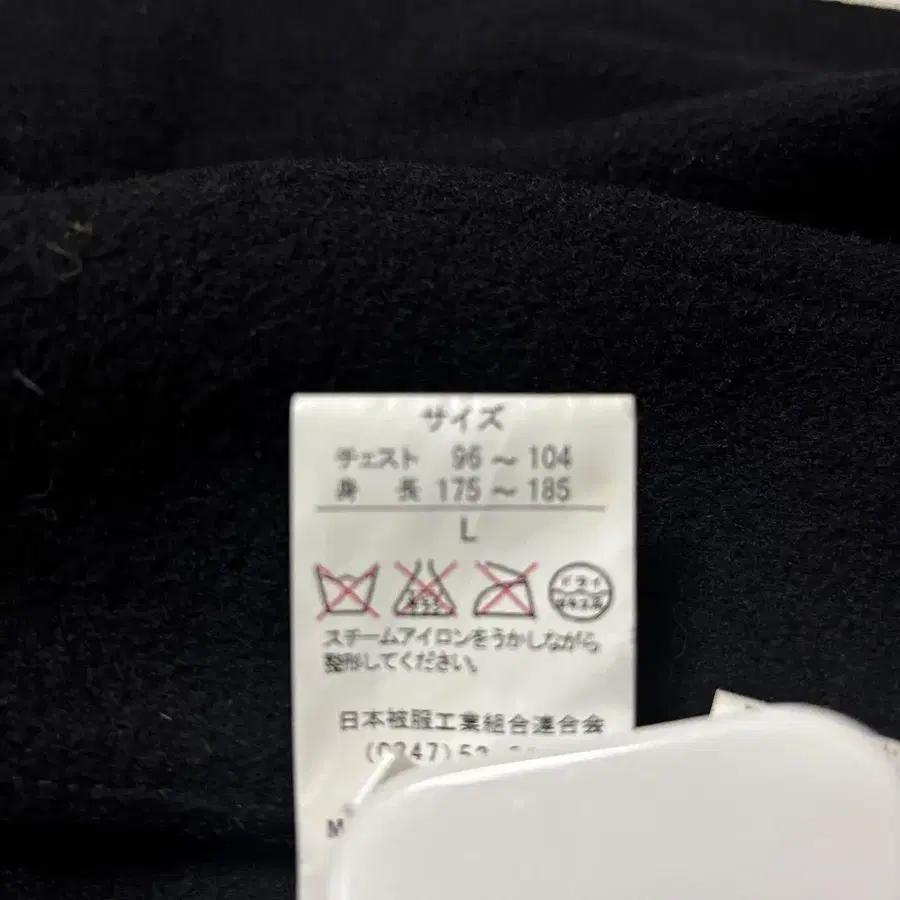 サイズ
チェスト 96 ~ 104
身 長 175 ~ 185
L
ドライ
スチームアイロンをうかしながら
整形してください。
日本被服工業組合連合会
(0247)52
M